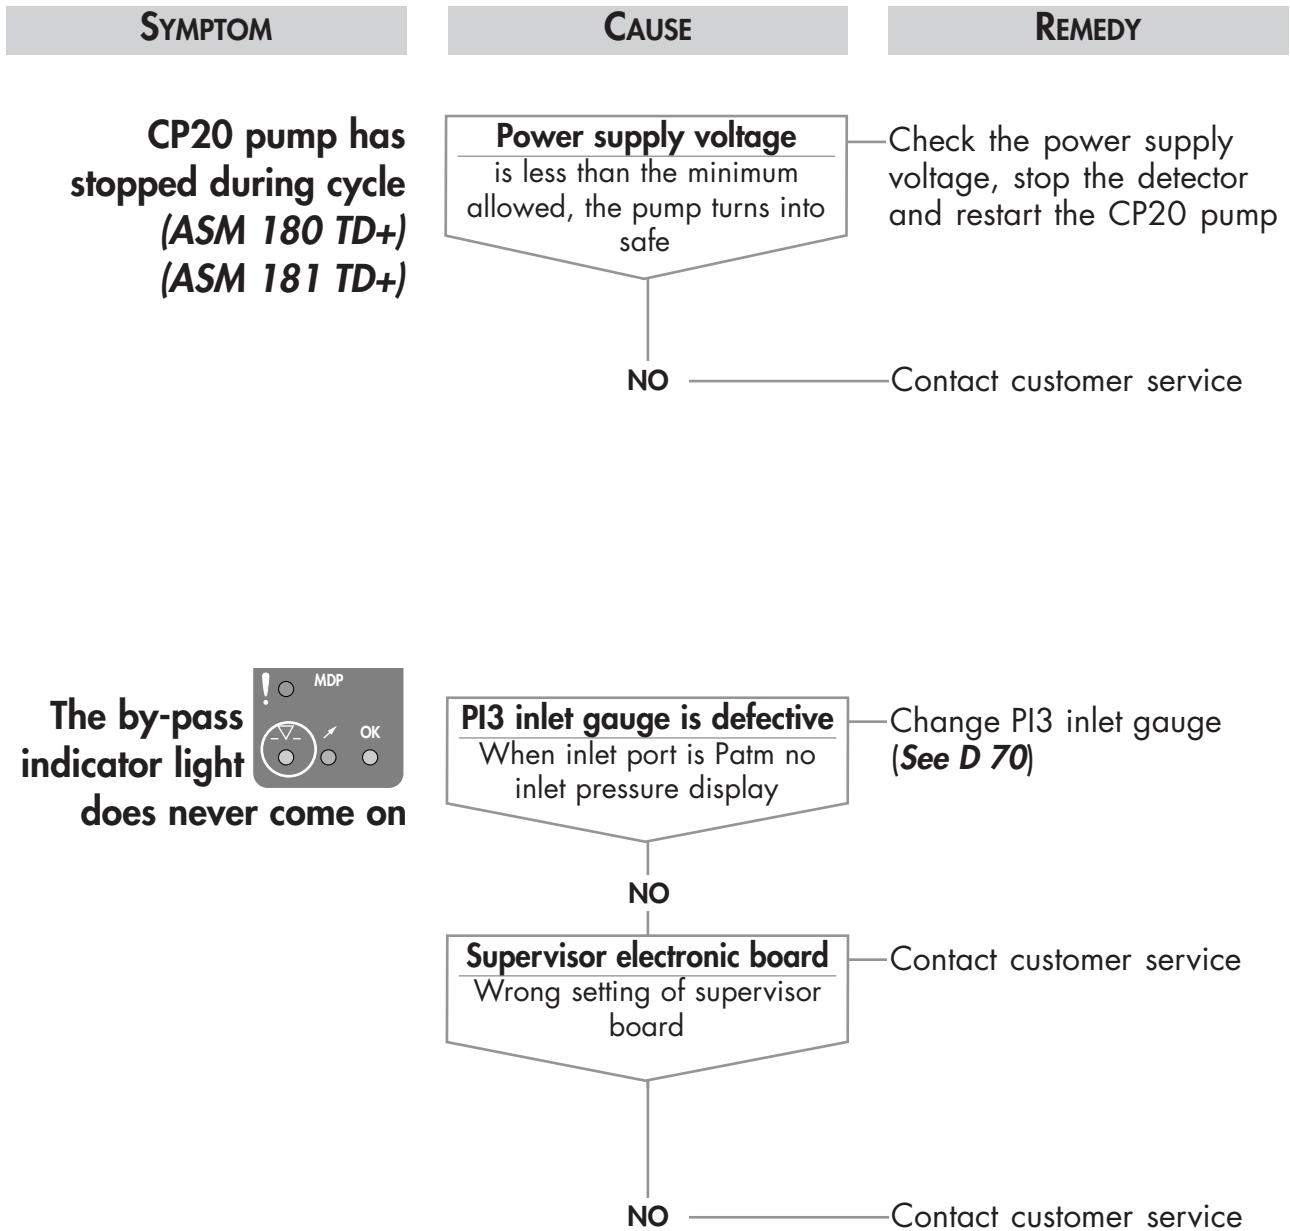 SYMPTOM
CAUSE
REMEDY
CP20 pump has
stopped during cycle
(ASM 180 TD+)
(ASM 181 TD+)
Power supply voltage
is less than the minimum
allowed, the pump turns into
safe
Check the power supply
voltage, stop the detector
and restart the CP20 pump
NO
Contact customer service
The by-pass
indicator light
does never come on
! MDP
OK
PI3 inlet gauge is defective
When inlet port is Patm no
inlet pressure display
Change PI3 inlet gauge
(See D 70)
NO
Supervisor electronic board
Wrong setting of supervisor
board
Contact customer service
NO
Contact customer service